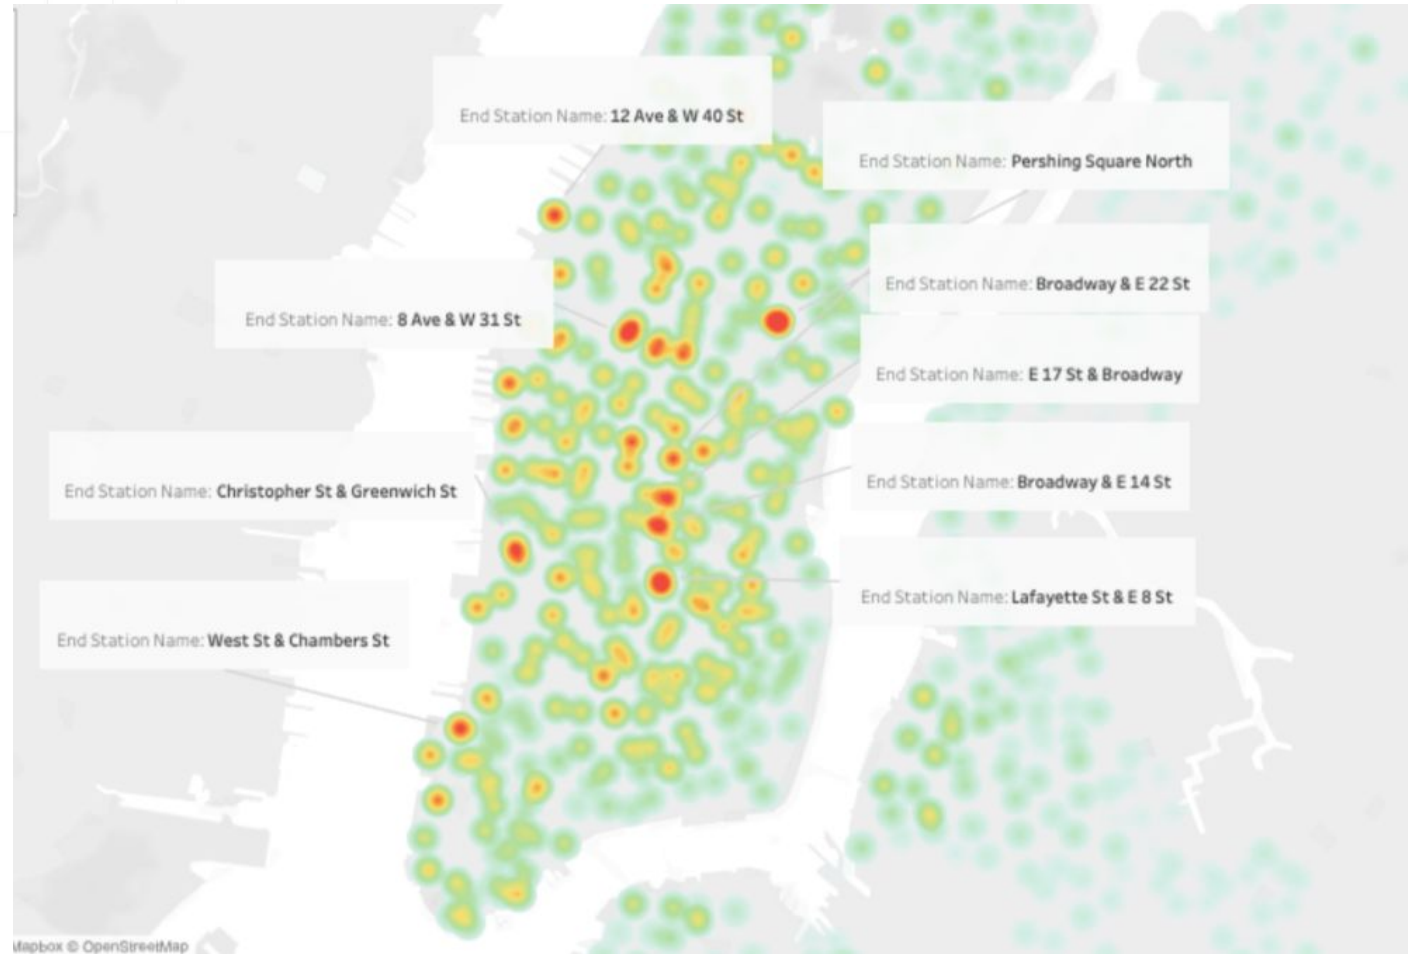 End Station Name: 12 Ave & W 40 St
End Station Name: Pershing Square North
End Station Name: Broadway & E 22 St
End Station Name: 8 Ave & W 31 St
End Station Name: E 17 St & Broadway
End Station Name: Broadway & E 14 St
End Station Name: Christopher St & Greenwich St
End Station Name: Lafayette St & E 8 St
End Station Name: West St & Chambers St
Mapbox © OpenStreetMap